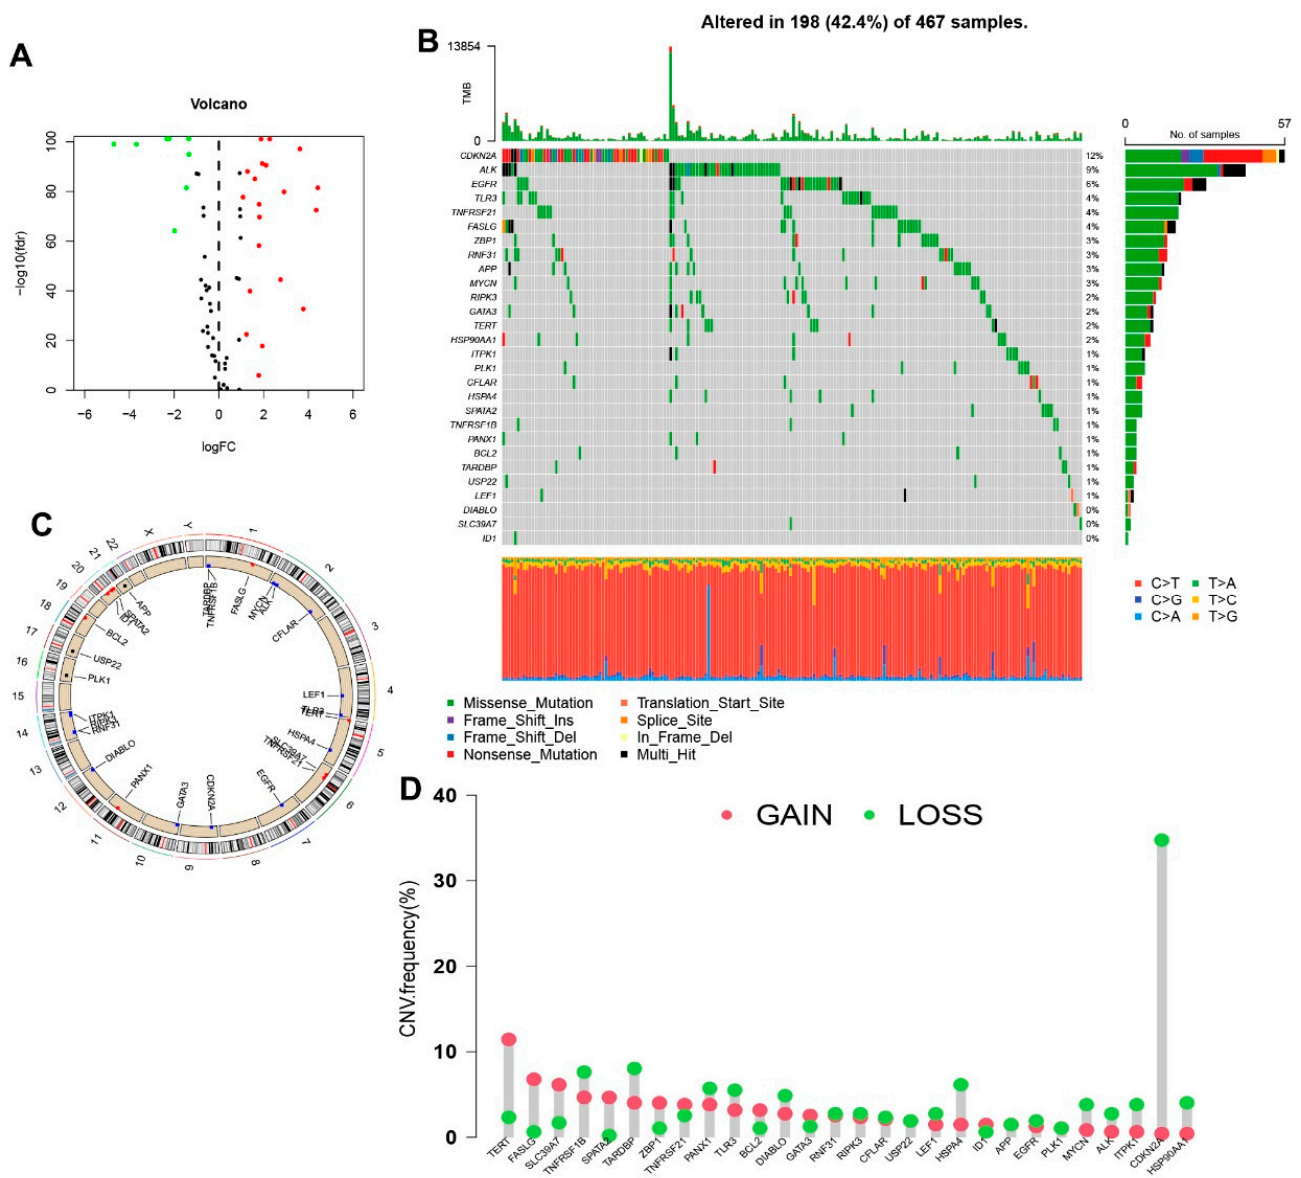 A
Volcano
100
80
60
40
20
0
−log10(fdr)
−6
−4
−2
0
2
4
6
logFC
B
Altered in 198 (42.4%) of 467 samples.
13854
TMB
0
0
No. of samples
57
CDKN2A 12%
ALK 9%
EGFR 6%
TLR3 4%
TNFRSF21 4%
FASLG 4%
ZBP1 3%
RNF31 3%
APP 3%
MYCN 3%
RIPK3 2%
GATA3 2%
TERT 2%
HSP90AA1 2%
ITPK1 1%
PLK1 1%
CFLAR 1%
HSPA4 1%
SPATA2 1%
TNFRSF1B 1%
PANX1 1%
BCL2 1%
TARDBP 1%
USP22 1%
LEF1 1%
DIABLO 0%
SLC39A7 0%
ID1 0%
C>T T>A
C>G T>C
C>A T>G
Missense_Mutation Translation_Start_Site
Frame_Shift_Ins Splice_Site
Frame_Shift_Del In_Frame_Del
Nonsense_Mutation Multi_Hit
C
1
2
3
4
5
6
7
8
9
10
11
12
13
14
15
16
17
18
19
20
21
22
X
Y
TARDBP
TNFRSF1B
FASLG
MYCN
ALK
CFLAR
LEF1
TLR3
TERT
HSPA4
SLC39A7
TNFRSF21
EGFR
CDKN2A
GATA3
PANX1
DIABLO
RNF31
ITPK1
PLK1
USP22
BCL2
ID1
SPATA2
APP
D
GAIN LOSS
40
30
20
10
0
CNV.frequency(%)
TERT
FASLG
SLC39A7
TNFRSF1B
SPATA2
TARDBP
ZBP1
TNFRSF21
PANX1
TLR3
BCL2
DIABLO
GATA3
RNF31
RIPK3
CFLAR
USP22
LEF1
HSPA4
ID1
APP
EGFR
PLK1
MYCN
ALK
ITPK1
CDKN2A
HSP90AA1